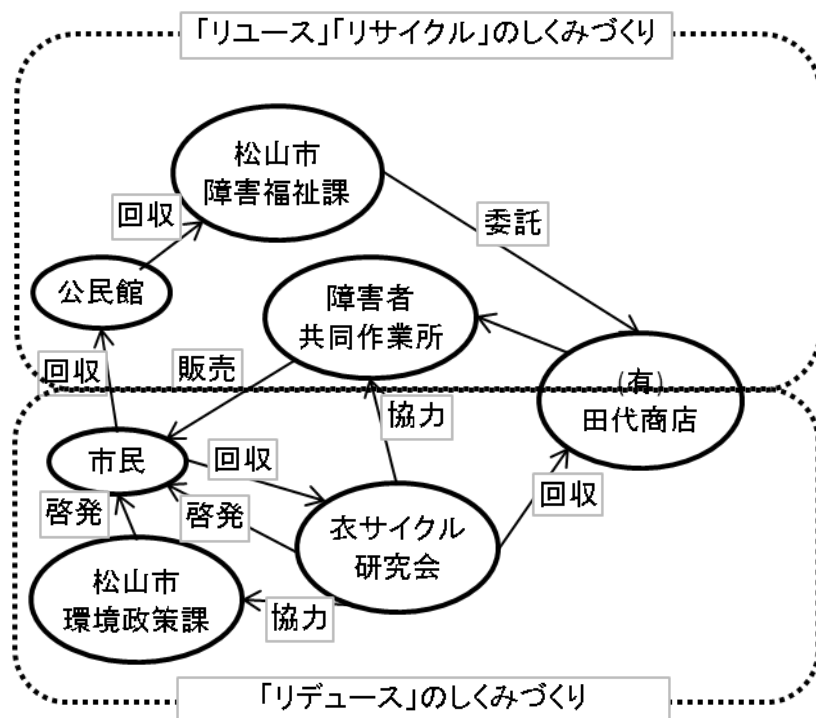 「リユース」「リサイクル」のしくみづくり
松山市
障害福祉課
回収
委託
公民館
障害者
共同作業所
回収
販売
(有)
田代商店
協力
市民
回収
回収
啓発
啓発
衣サイクル
研究会
松山市
環境政策課
協力
「リデュース」のしくみづくり